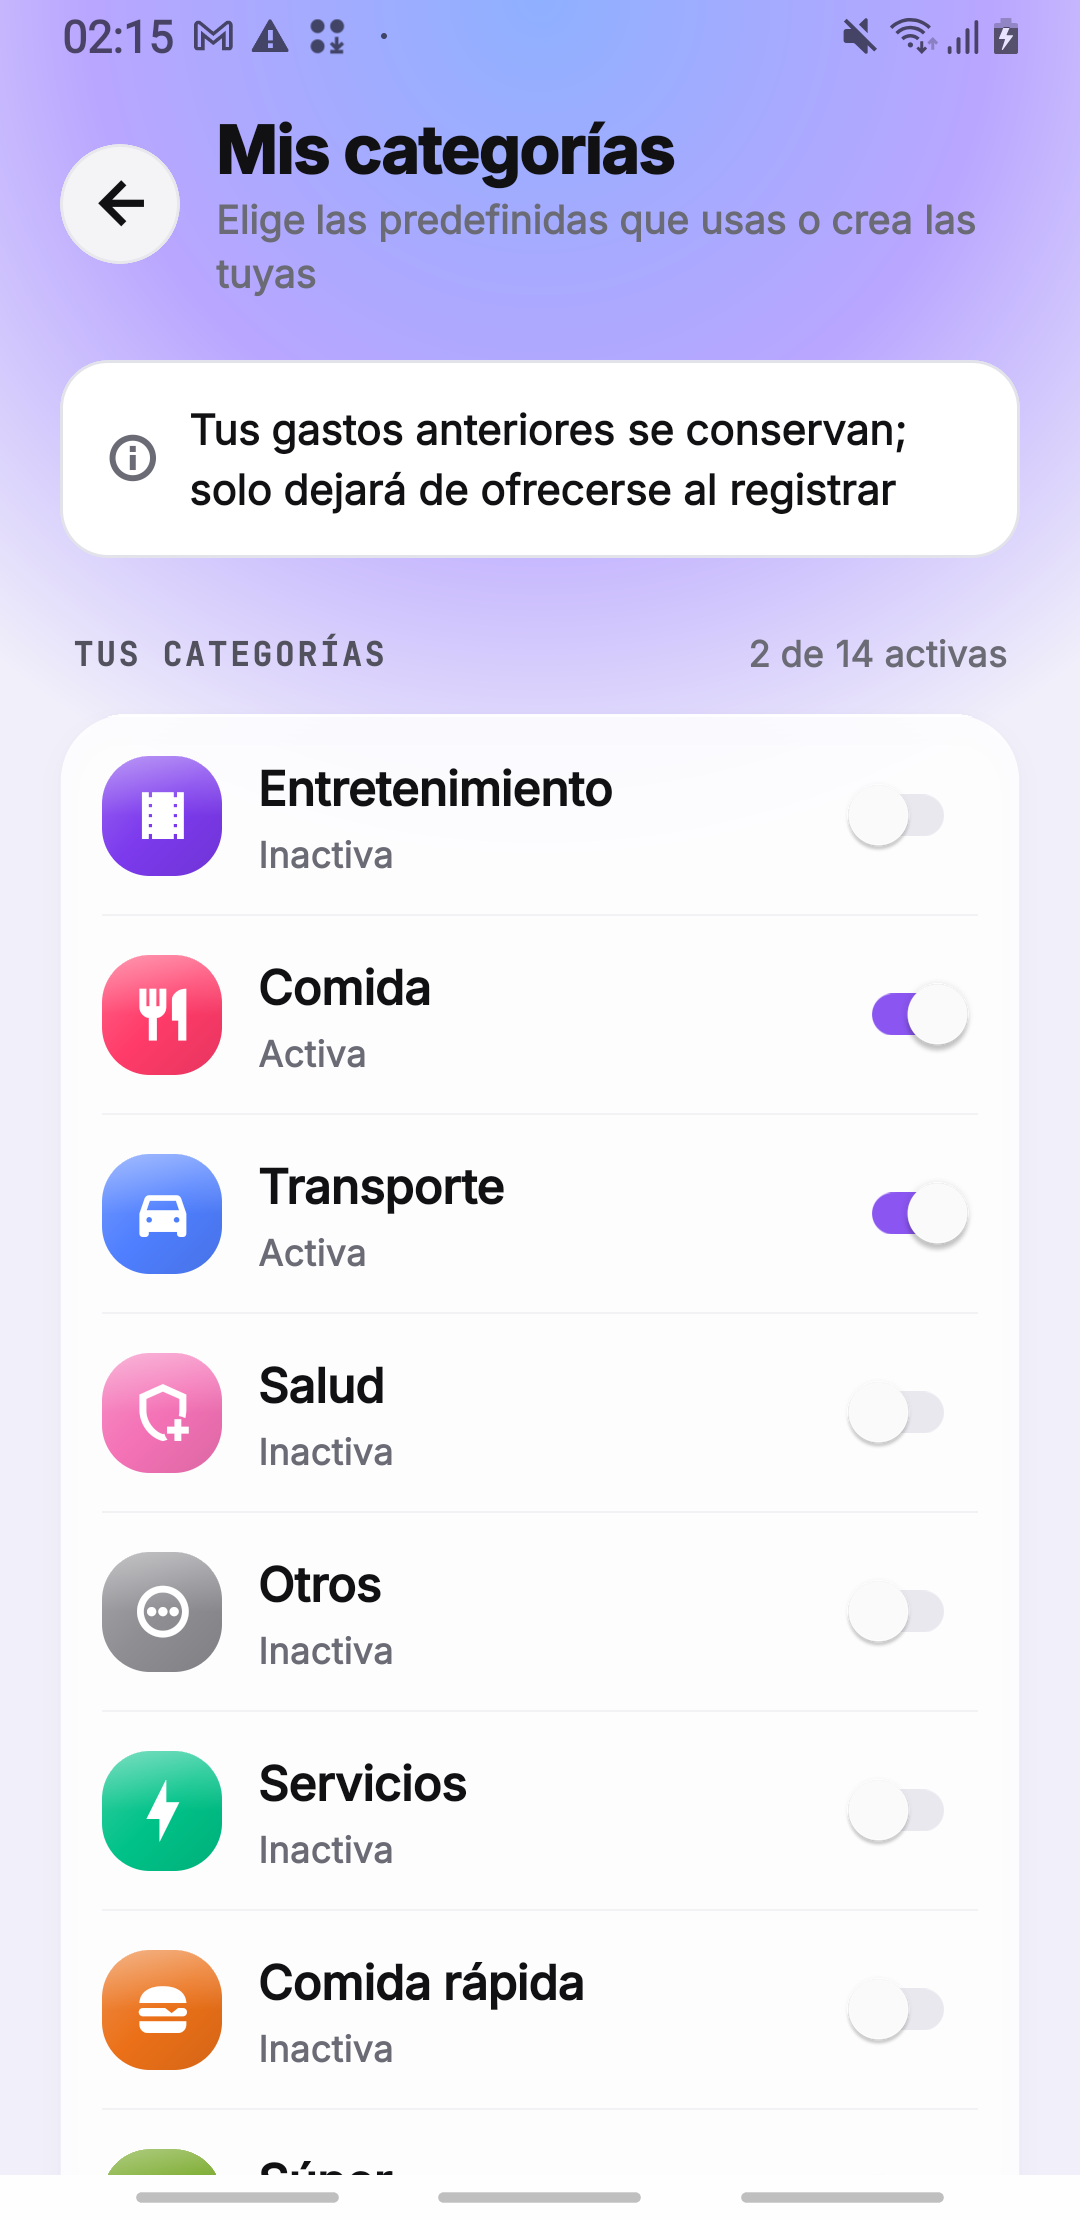 02:15
Mis categorías
Elige las predefinidas que usas o crea las
tuyas
Tus gastos anteriores se conservan;
solo dejará de ofrecerse al registrar
TUS CATEGORÍAS
2 de 14 activas
Entretenimiento
Inactiva
Comida
Activa
Transporte
Activa
Salud
Inactiva
Otros
Inactiva
Servicios
Inactiva
Comida rápida
Inactiva
Súper